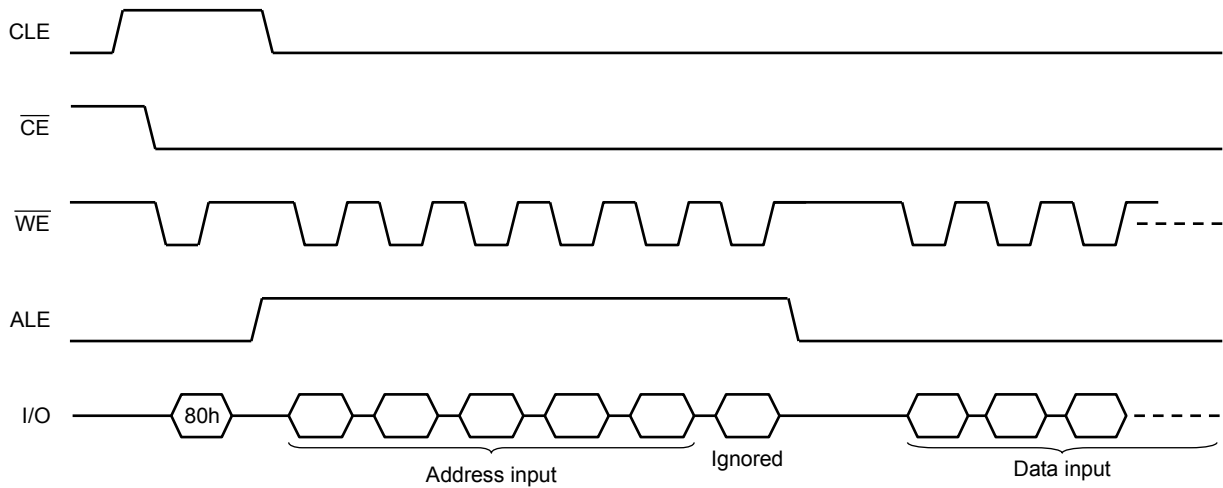 CLE
CE
WE
ALE
I/O
80h
Address input
Ignored
Data input